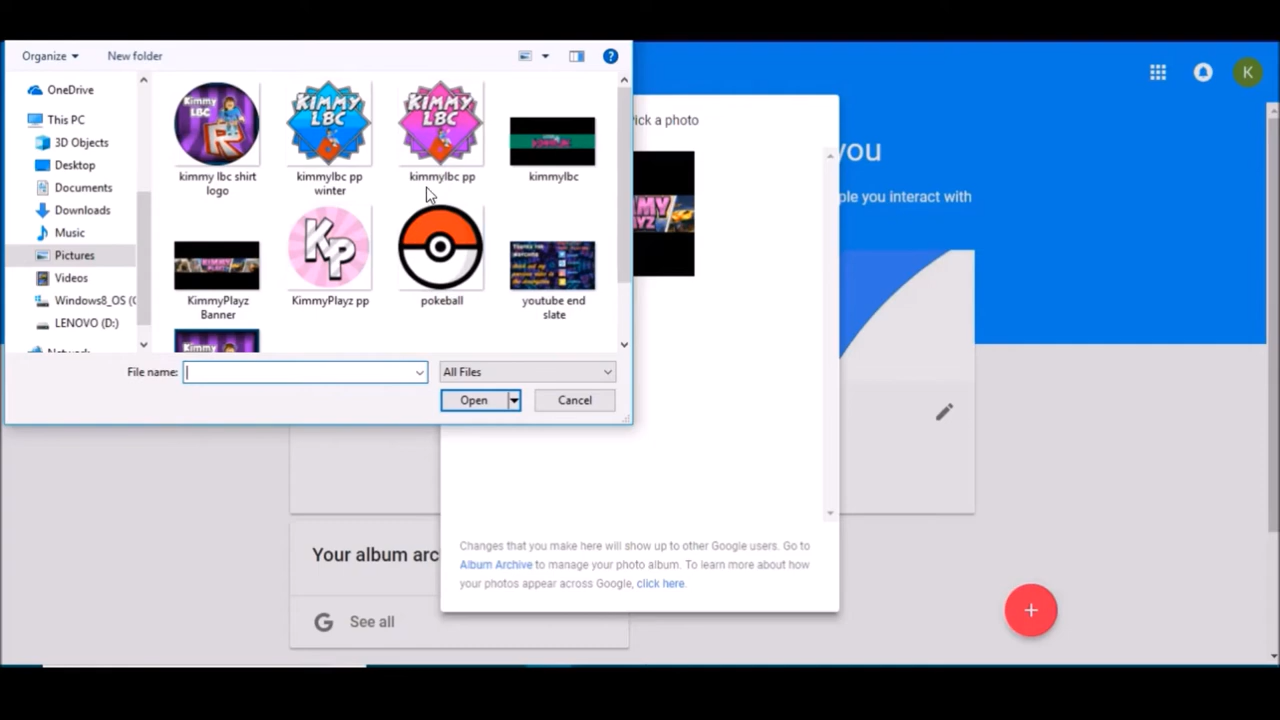 Organize
New folder
OneDrive
This PC
3D Objects
Desktop
Documents
Downloads
Music
Pictures
Videos
Windows8_OS (
LENOVO (D:)
Network
Kimmy
LBC
R
kimmy lbc shirt
logo
KIMMY
LBC
kimmylbc pp
winter
KIMMY
LBC
kimmylbc pp
kimmylbc
KimmyPlayz
Banner
KP
KimmyPlayz pp
pokeball
youtube end
slate
Kimmy
File name:
All Files
Open
Cancel
ick a photo
you
K
ple you interact with
Changes that you make here will show up to other Google users. Go to
Album Archive to manage your photo album. To learn more about how
your photos appear across Google, click here.
Your album arc
G
See all
+